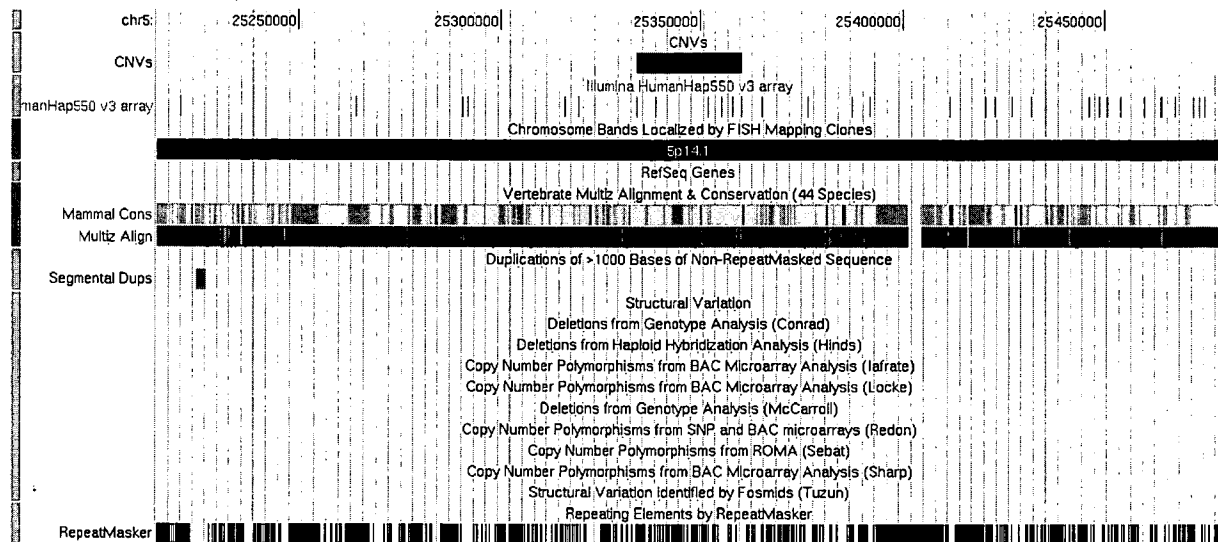 chr5: 25250000| 25300000| 25350000| 25400000| 25450000|
CNVs
CNVs
Illumina HumanHap550 v3 array
manHap550 v3 array
Chromosome Bands Localized by FISH Mapping Clones
5p14.1
RefSeq Genes
Vertebrate Multiz Alignment & Conservation (44 Species)
Mammal Cons
Multiz Align
Duplications of >1000 Bases of Non-RepeatMasked Sequence
Segmental Dups
Structural Variation
Deletions from Genotype Analysis (Conrad)
Deletions from Haploid Hybridization Analysis (Hinds)
Copy Number Polymorphisms from BAC Microarray Analysis (Iafrate)
Copy Number Polymorphisms from BAC Microarray Analysis (Locke)
Deletions from Genotype Analysis (McCarroll)
Copy Number Polymorphisms from SNP and BAC microarrays (Redon)
Copy Number Polymorphisms from ROMA (Sebat)
Copy Number Polymorphisms from BAC Microarray Analysis (Sharp)
Structural Variation Identified by Fosmids (Tuzun)
Repeating Elements by RepeatMasker
RepeatMasker